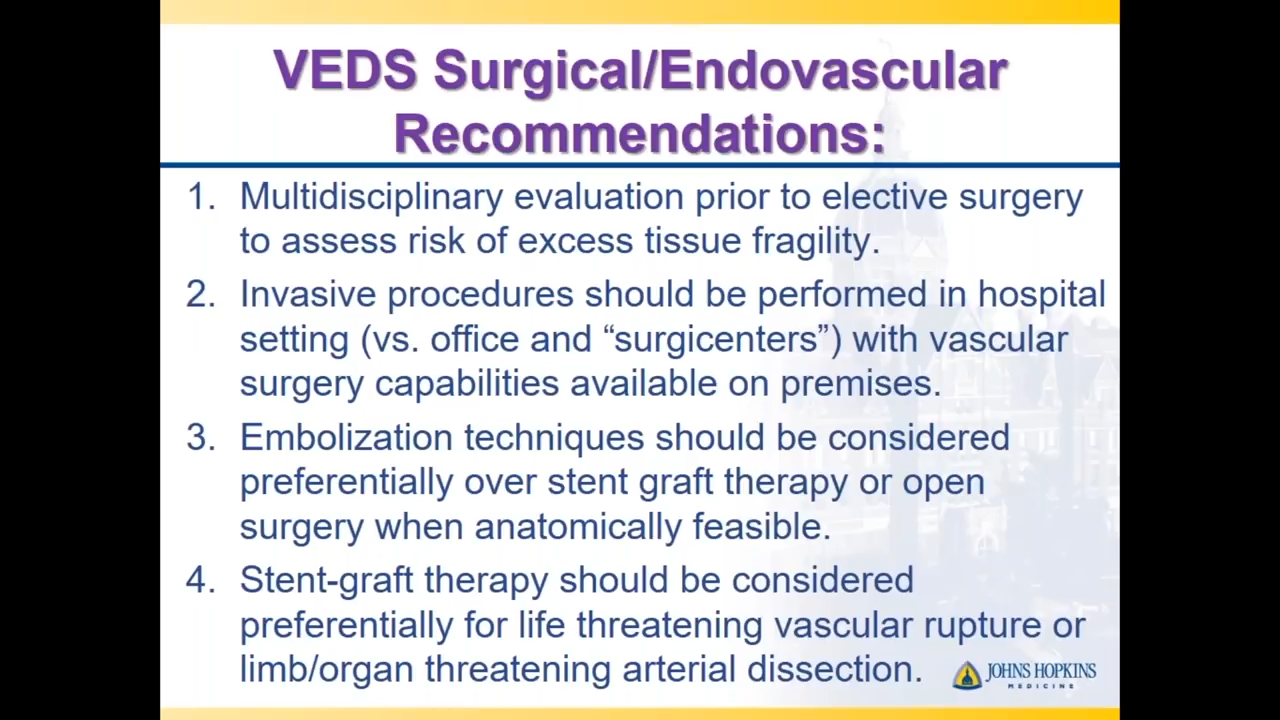 VEDS Surgical/Endovascular
Recommendations:
1. Multidisciplinary evaluation prior to elective surgery
to assess risk of excess tissue fragility.
2. Invasive procedures should be performed in hospital
setting (vs. office and “surgicenters”) with vascular
surgery capabilities available on premises.
3. Embolization techniques should be considered
preferentially over stent graft therapy or open
surgery when anatomically feasible.
4. Stent-graft therapy should be considered
preferentially for life threatening vascular rupture or
limb/organ threatening arterial dissection.
JOHNS HOPKINS
MEDICINE